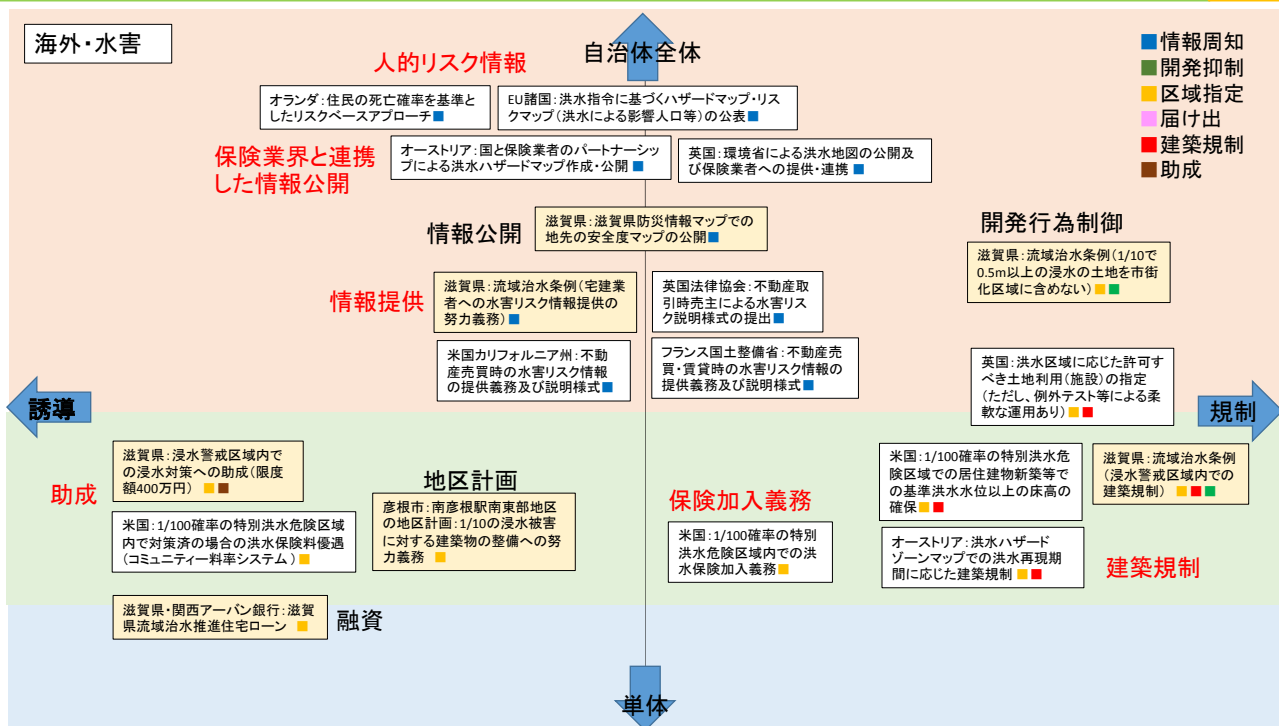 海外・水害
自治体全体
■情報周知
■開発抑制
■区域指定
■届け出
■建築規制
■助成
人的リスク情報
オランダ：住民の死亡確率を基準と
したリスクベースアプローチ■
EU諸国：洪水指令に基づくハザードマップ・リス
クマップ（洪水による影響人口等）の公表■
保険業界と連携
した情報公開
オーストリア：国と保険業者のパートナーシッ
プによる洪水ハザードマップ作成・公開■
英国：環境省による洪水地図の公開及
び保険業者への提供・連携■
情報公開
滋賀県：滋賀県防災情報マップでの
地先の安全度マップの公開■
開発行為制御
滋賀県：流域治水条例（1/10で
0.5m以上の浸水の土地を市街
化区域に含めない）■■
情報提供
滋賀県：流域治水条例（宅建業
者への水害リスク情報提供の
努力義務）■
英国法律協会：不動産取
引時売主による水害リス
ク説明様式の提出■
米国カリフォルニア州：不動
産売買時の水害リスク情報
の提供義務及び説明様式■
フランス国土整備省：不動産売
買・賃貸時の水害リスク情報の
提供義務及び説明様式■
英国：洪水区域に応じた許可す
べき土地利用（施設）の指定
（ただし、例外テスト等による柔
軟な運用あり）■■
誘導
規制
助成
滋賀県：浸水警戒区域内で
の浸水対策への助成（限度
額400万円）■■
米国：1/100確率の特別洪水危険区域
内で対策済の場合の洪水保険料優遇
（コミュニティー料率システム）■
地区計画
彦根市：南彦根駅南東部地区
の地区計画：1/10の浸水被害
に対する建築物の整備への努
力義務■
保険加入義務
米国：1/100確率の特別
洪水危険区域内での洪
水保険加入義務■
米国：1/100確率の特別洪水危
険区域での居住建物新築等で
の基準洪水水位以上の床高の
確保■■
滋賀県：流域治水条例
（浸水警戒区域内での
建築規制）■■■
オーストリア：洪水ハザード
ゾーンマップでの洪水再現期
間に応じた建築規制■■
建築規制
滋賀県・関西アーバン銀行：滋賀
県流域治水推進住宅ローン■
融資
単体